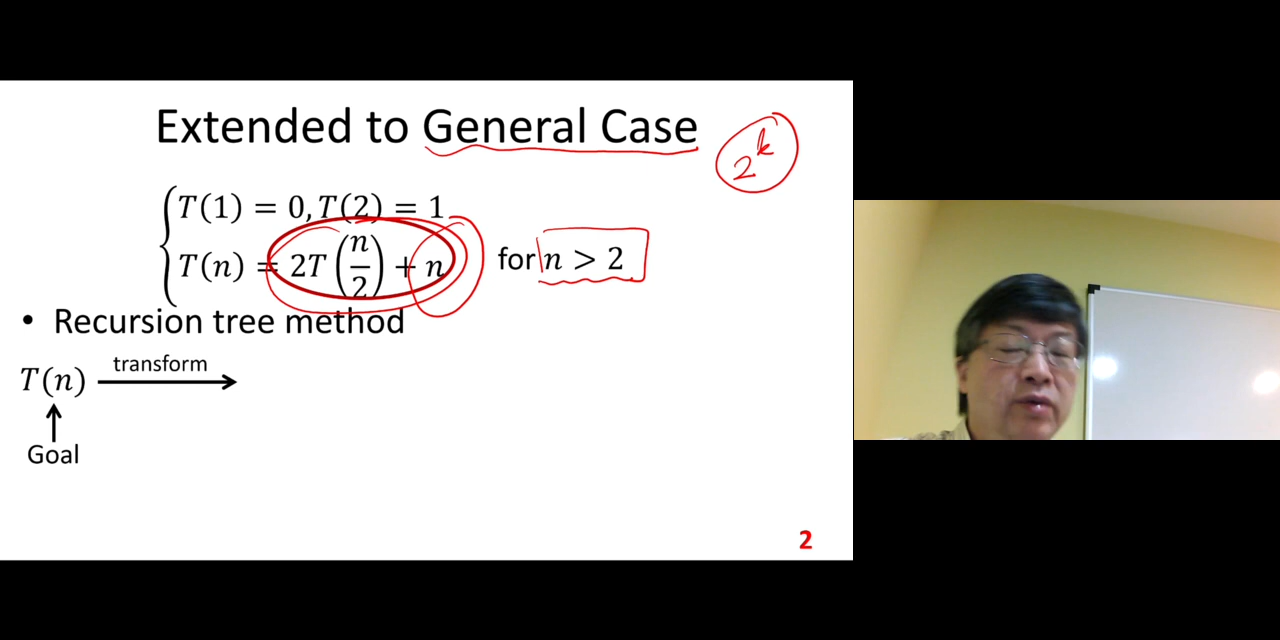 Extended to General Case
2^k
T(1) = 0, T(2) = 1
T(n) = 2T(n/2) + n for n > 2
• Recursion tree method
T(n) transform
Goal
2